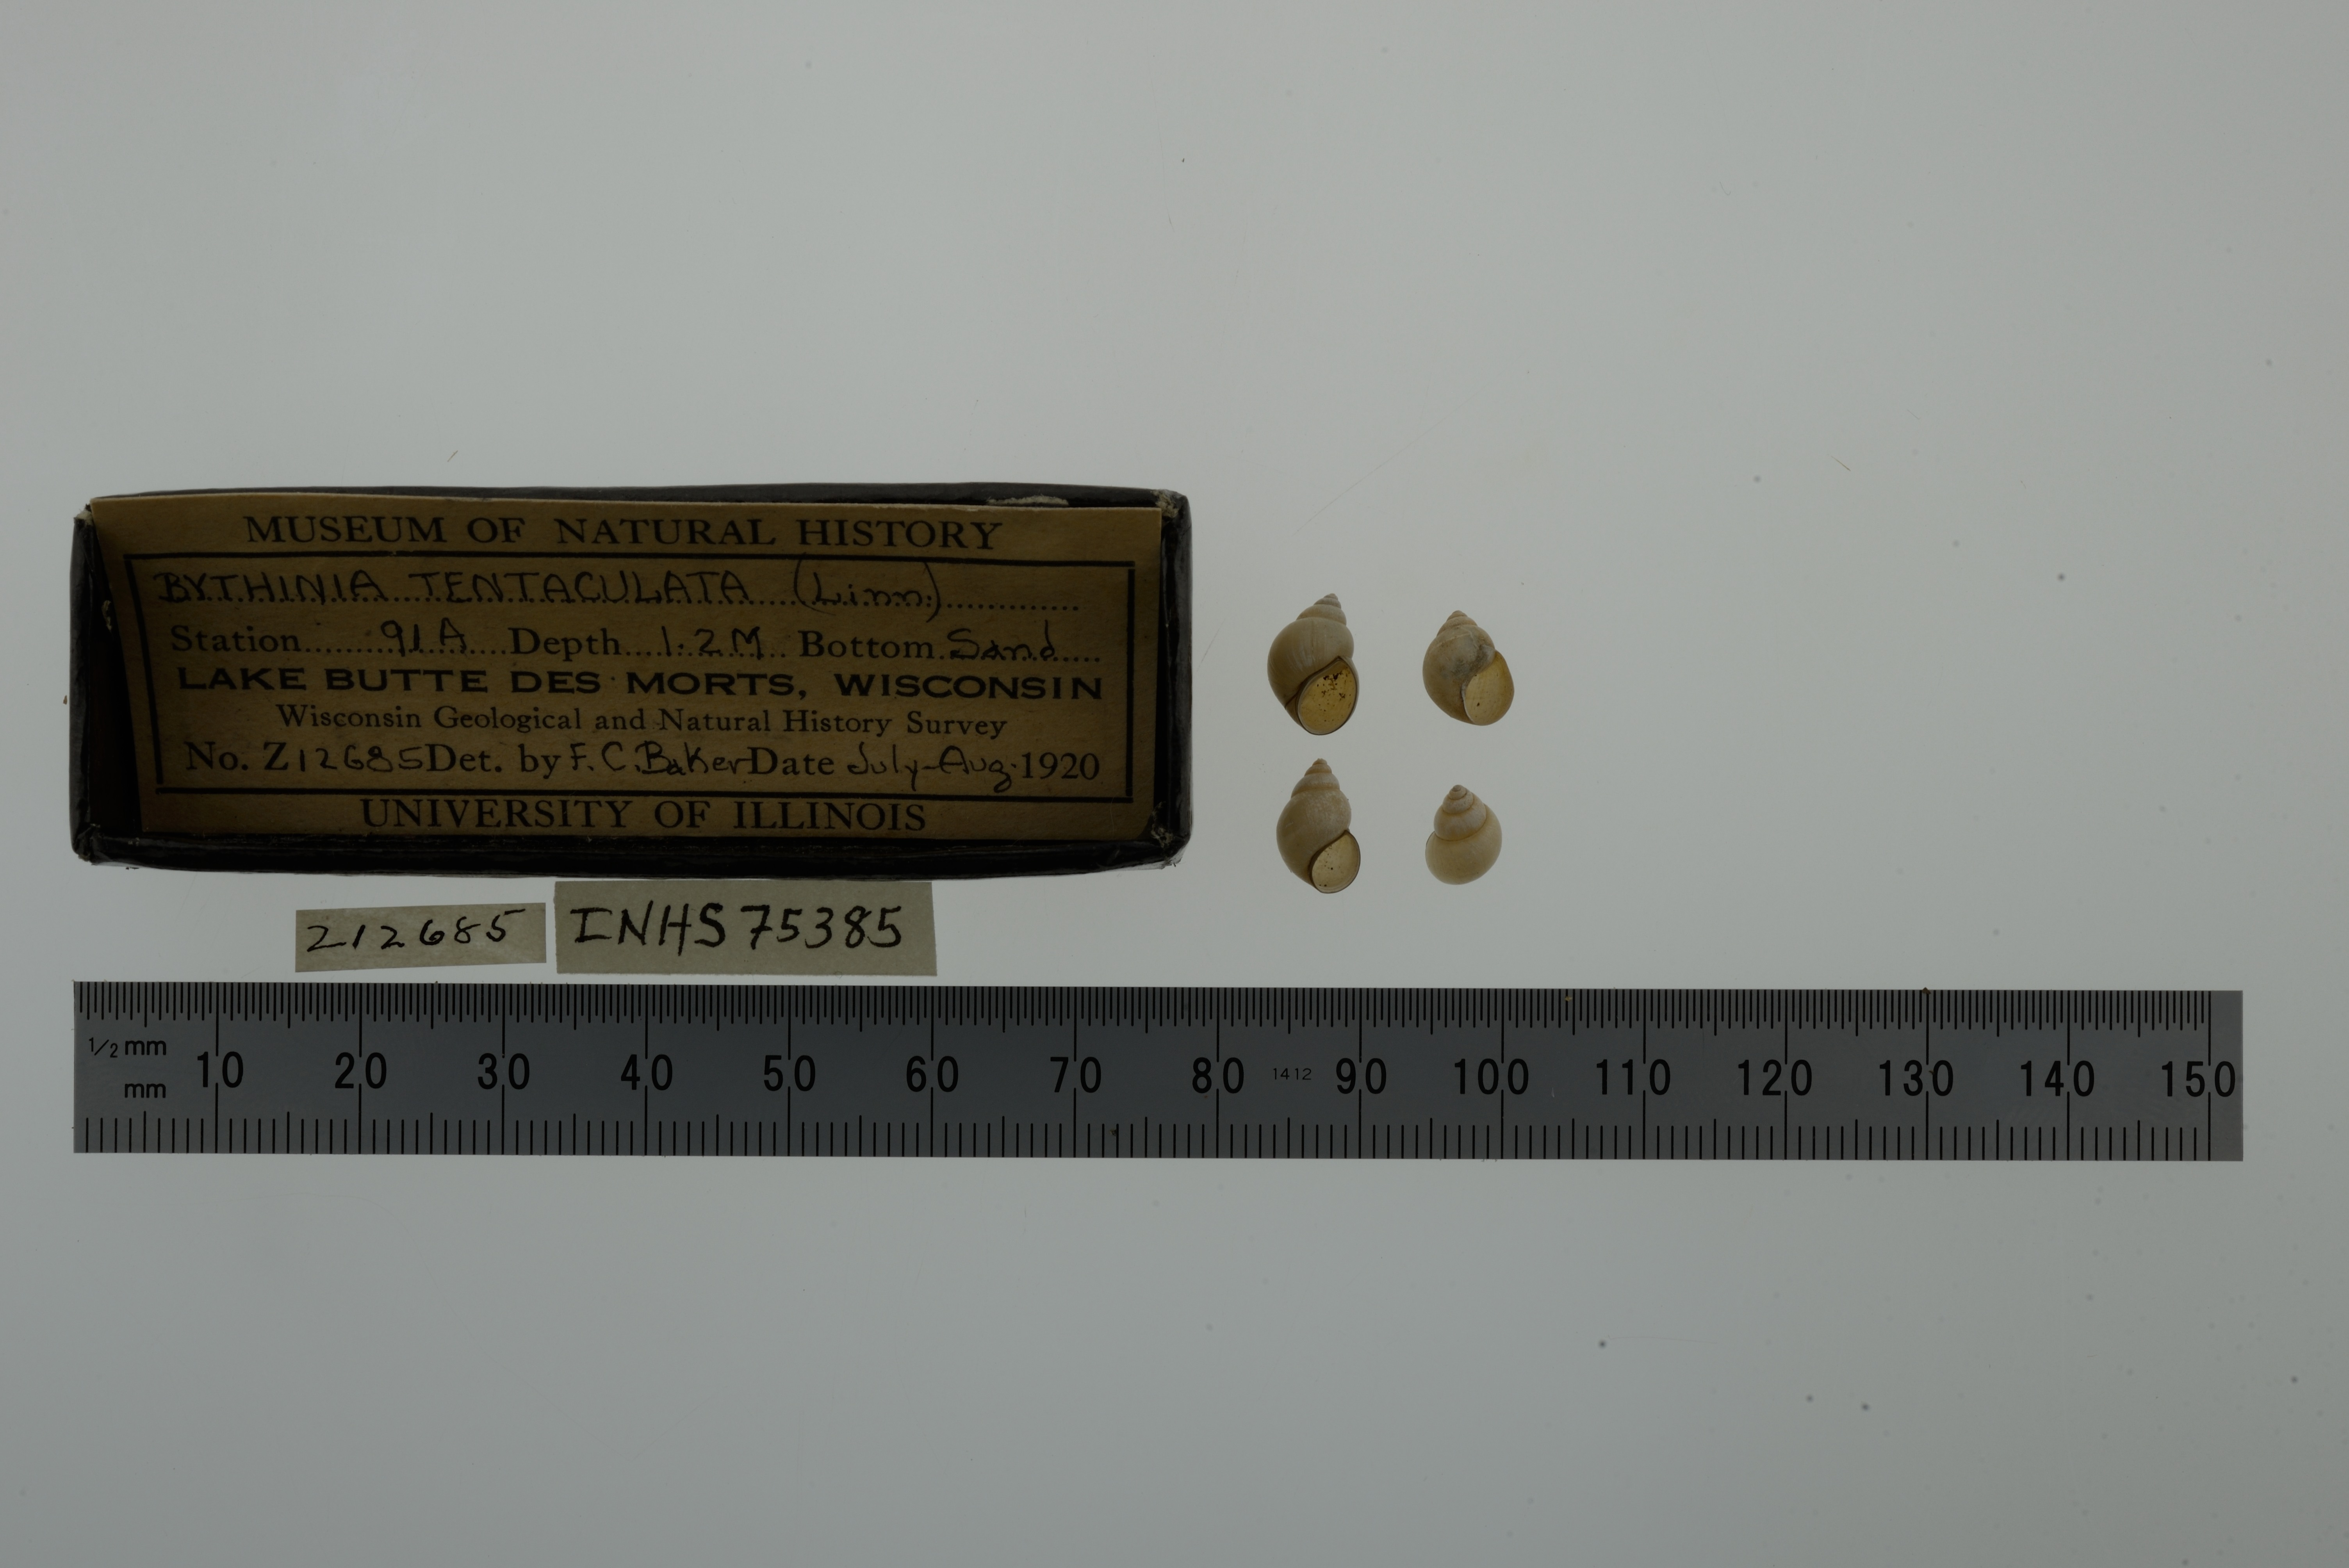 MUSEUM OF NATURAL HISTORY
BYTHINIA TENTACULATA (Linn.)
Station 91A Depth 1.2M Bottom Sand
LAKE BUTTE DES MORTS, WISCONSIN
Wisconsin Geological and Natural History Survey
No. Z12685 Det. by F. C. Baker Date July-Aug. 1920
UNIVERSITY OF ILLINOIS
Z12685 INHS 75385
1/2 mm
mm
10 20 30 40 50 60 70 80 1412 90 100 110 120 130 140 150